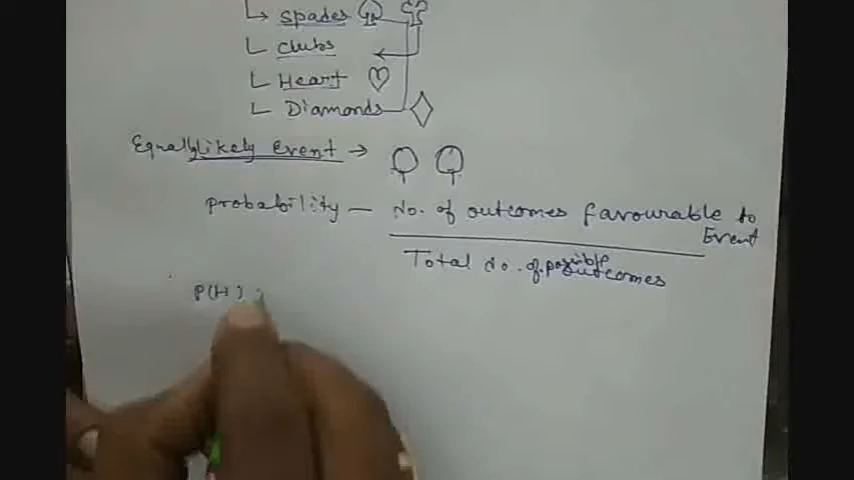 spades
clubs
Heart
Diamonds
Equally likely Event →
probability — No. of outcomes favourable to Event
Total No. of possible outcomes
P(H) =